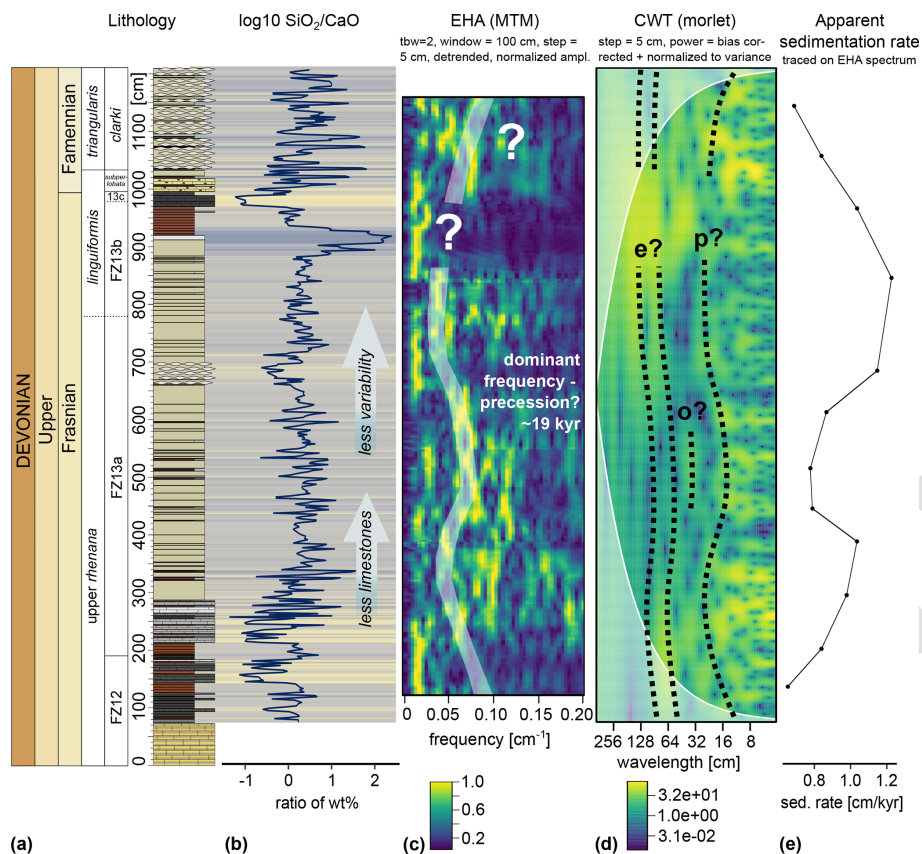 Lithology
log10 SiO2/CaO
EHA (MTM)
tbw=2, window = 100 cm, step =
5 cm, detrended, normalized ampl.
CWT (morlet)
step = 5 cm, power = bias cor-
rected + normalized to variance
Apparent
sedimentation rate
traced on EHA spectrum
DEVONIAN
Upper
Famennian
Frasnian
triangularis
clarki
subper-
lobata
13c
linguiformis
FZ13b
upper rhenana
FZ13a
FZ12
[cm]
1100
1000
900
800
700
600
500
400
300
200
100
0
less variability
less limestones
?
?
dominant
frequency -
precession?
~19 kyr
e?
p?
o?
-1 0 1 2
ratio of wt%
0 0.05 0.10 0.20
frequency [cm-1]
1.0
0.8
0.6
0.4
0.2
256 128 64 32 16 8
wavelength [cm]
3.2e+01
1.0e+00
3.1e-02
0.8 1.0 1.2
sed. rate [cm/kyr]
(a)
(b)
(c)
(d)
(e)